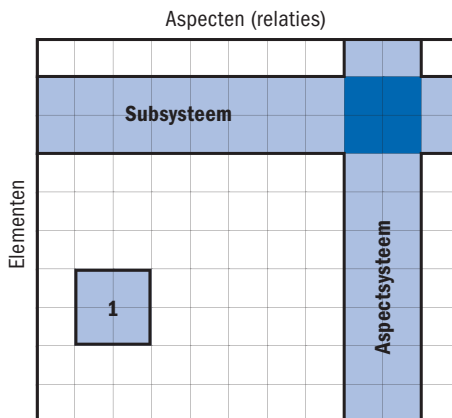 Aspecten (relaties)
Subsysteem
Elementen
Aspectsysteem
1